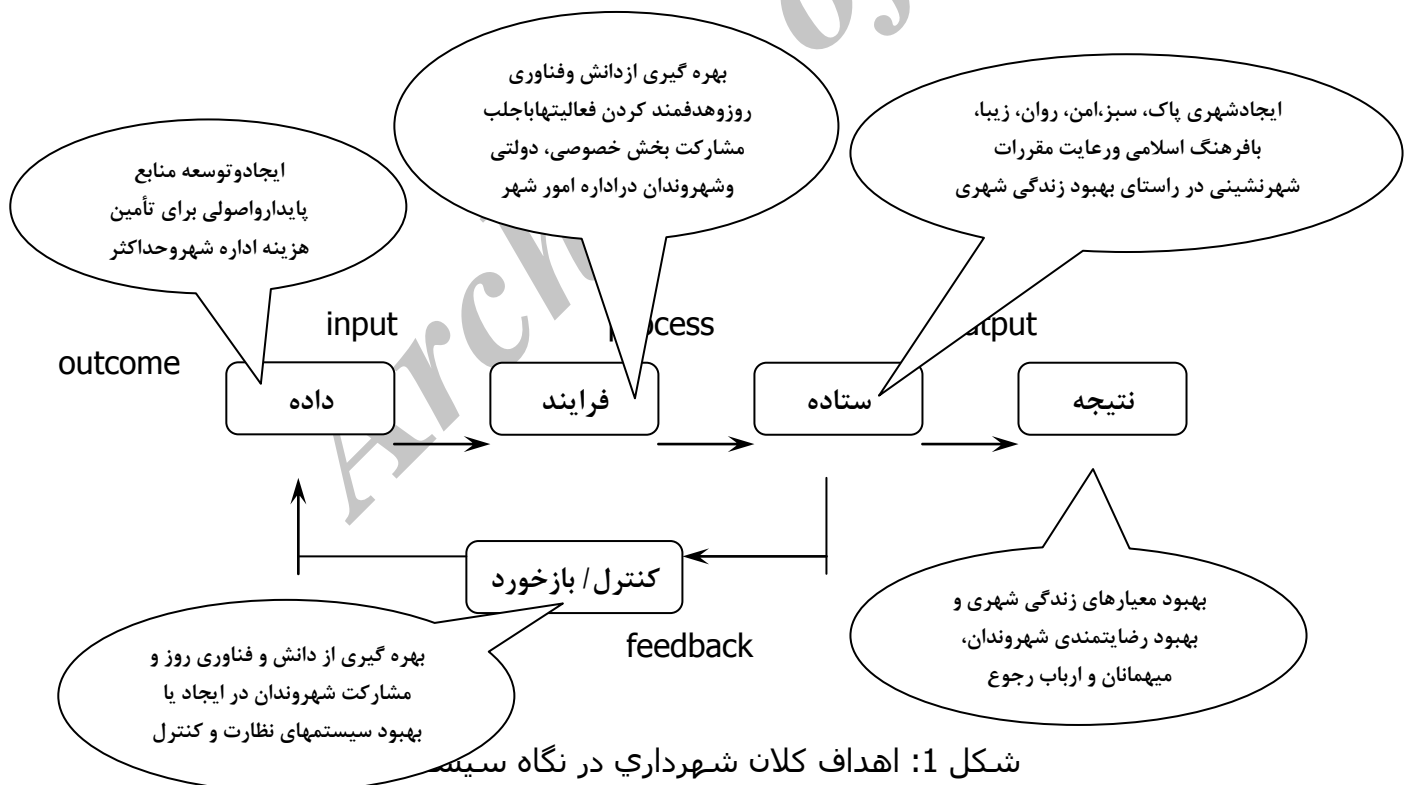 بهره گیری ازدانش وفناوری
روزوهدفمند کردن فعالیتهاباجلب
مشارکت بخش خصوصی، دولتی
وشهروندان دراداره امور شهر
ایجادشهری پاک، سبز،امن، روان، زیبا،
بافرهنگ اسلامی ورعایت مقررات
شهرنشینی در راستای بهبود زندگی شهری
ایجادوتوسعه منابع
پایدارواصولی برای تأمین
هزینه اداره شهروحداکثر
input
outcome
داده
فرایند
ستاده
نتیجه
کنترل/ بازخورد
feedback
بهبود معیارهای زندگی شهری و
بهبود رضایتمندی شهروندان،
میهمانان و ارباب رجوع
بهره گیری از دانش و فناوری روز و
مشارکت شهروندان در ایجاد یا
بهبود سیستمهای نظارت و کنترل
شکل 1: اهداف کلان شهرداري در نگاه